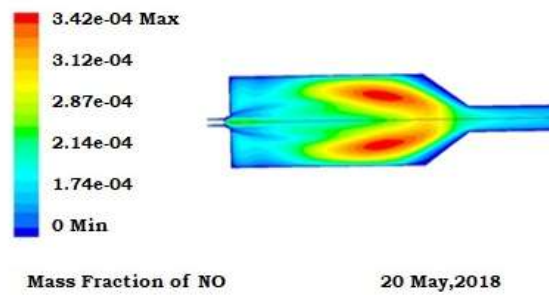 3.42e-04 Max
3.12e-04
2.87e-04
2.14e-04
1.74e-04
0 Min
Mass Fraction of NO
20 May,2018